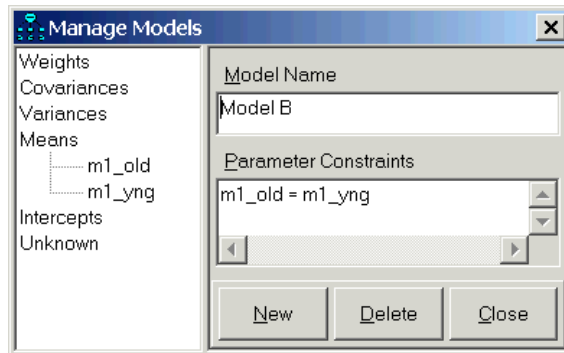 Manage Models
Weights
Covariances
Variances
Means
m1_old
m1_yng
Intercepts
Unknown
Model Name
Model B
Parameter Constraints
m1_old = m1_yng
New
Delete
Close